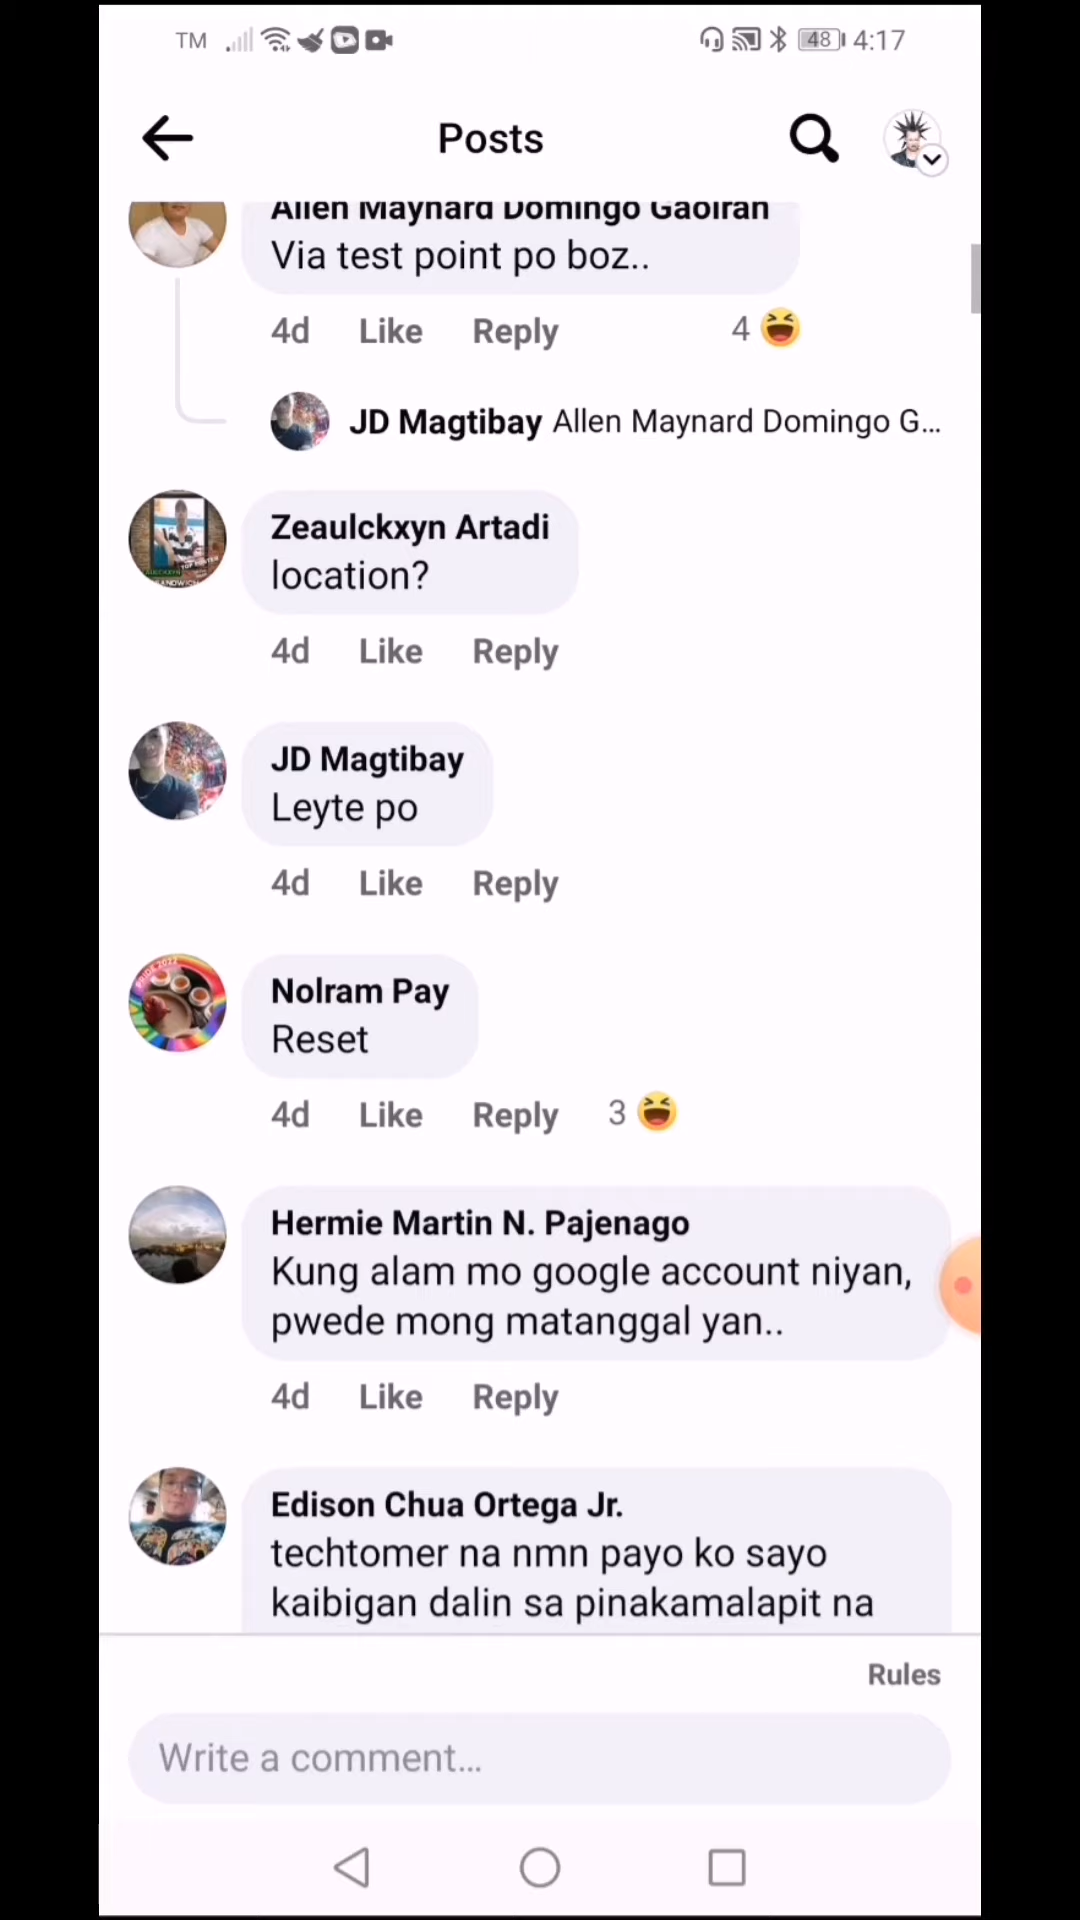 TM 48 4:17
Posts
Allen Maynard Domingo Gaoiran
Via test point po boz..
4d Like Reply 4
JD Magtibay Allen Maynard Domingo G...
Zeaulckxyn Artadi
location?
4d Like Reply
JD Magtibay
Leyte po
4d Like Reply
Nolram Pay
Reset
4d Like Reply 3
Hermie Martin N. Pajenago
Kung alam mo google account niyan,
pwede mong matanggal yan..
4d Like Reply
Edison Chua Ortega Jr.
techtomer na nmn payo ko sayo
kaibigan dalin sa pinakamalapit na
Rules
Write a comment...